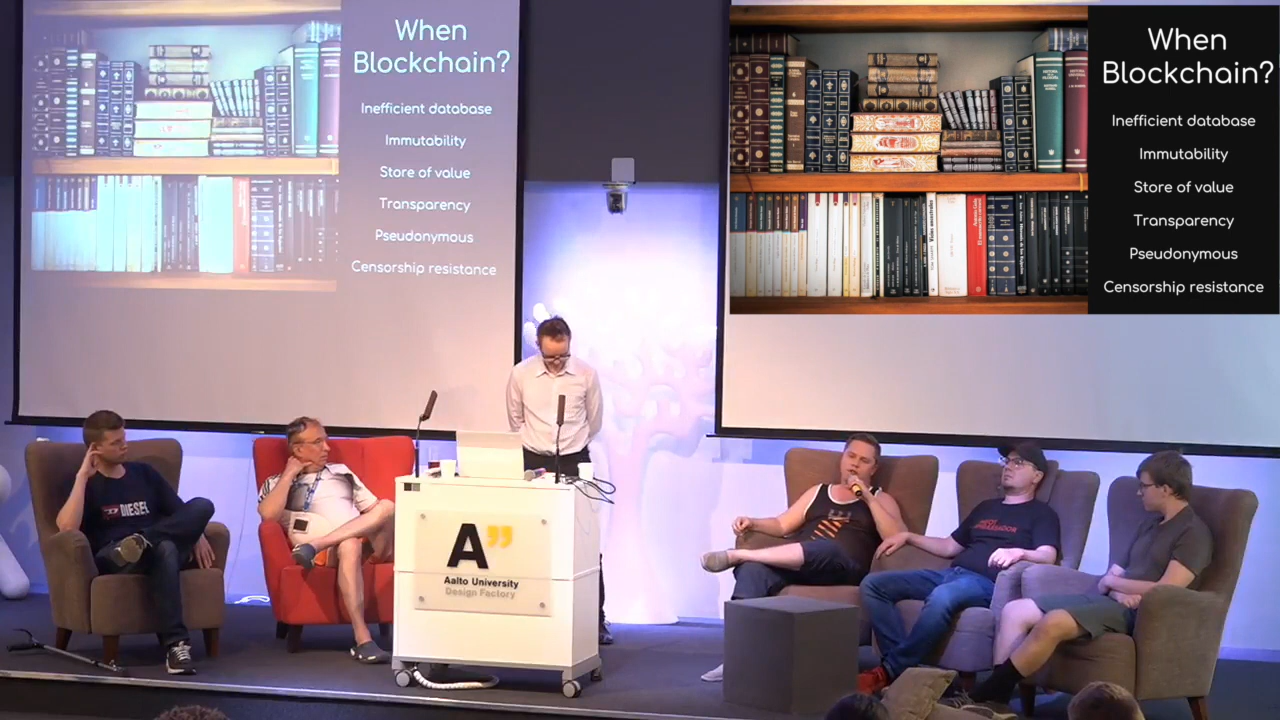 When
Blockchain?
Inefficient database
Immutability
Store of value
Transparency
Pseudonymous
Censorship resistance
When
Blockchain?
Inefficient database
Immutability
Store of value
Transparency
Pseudonymous
Censorship resistance
DIESEL
A”
Aalto University
Design Factory